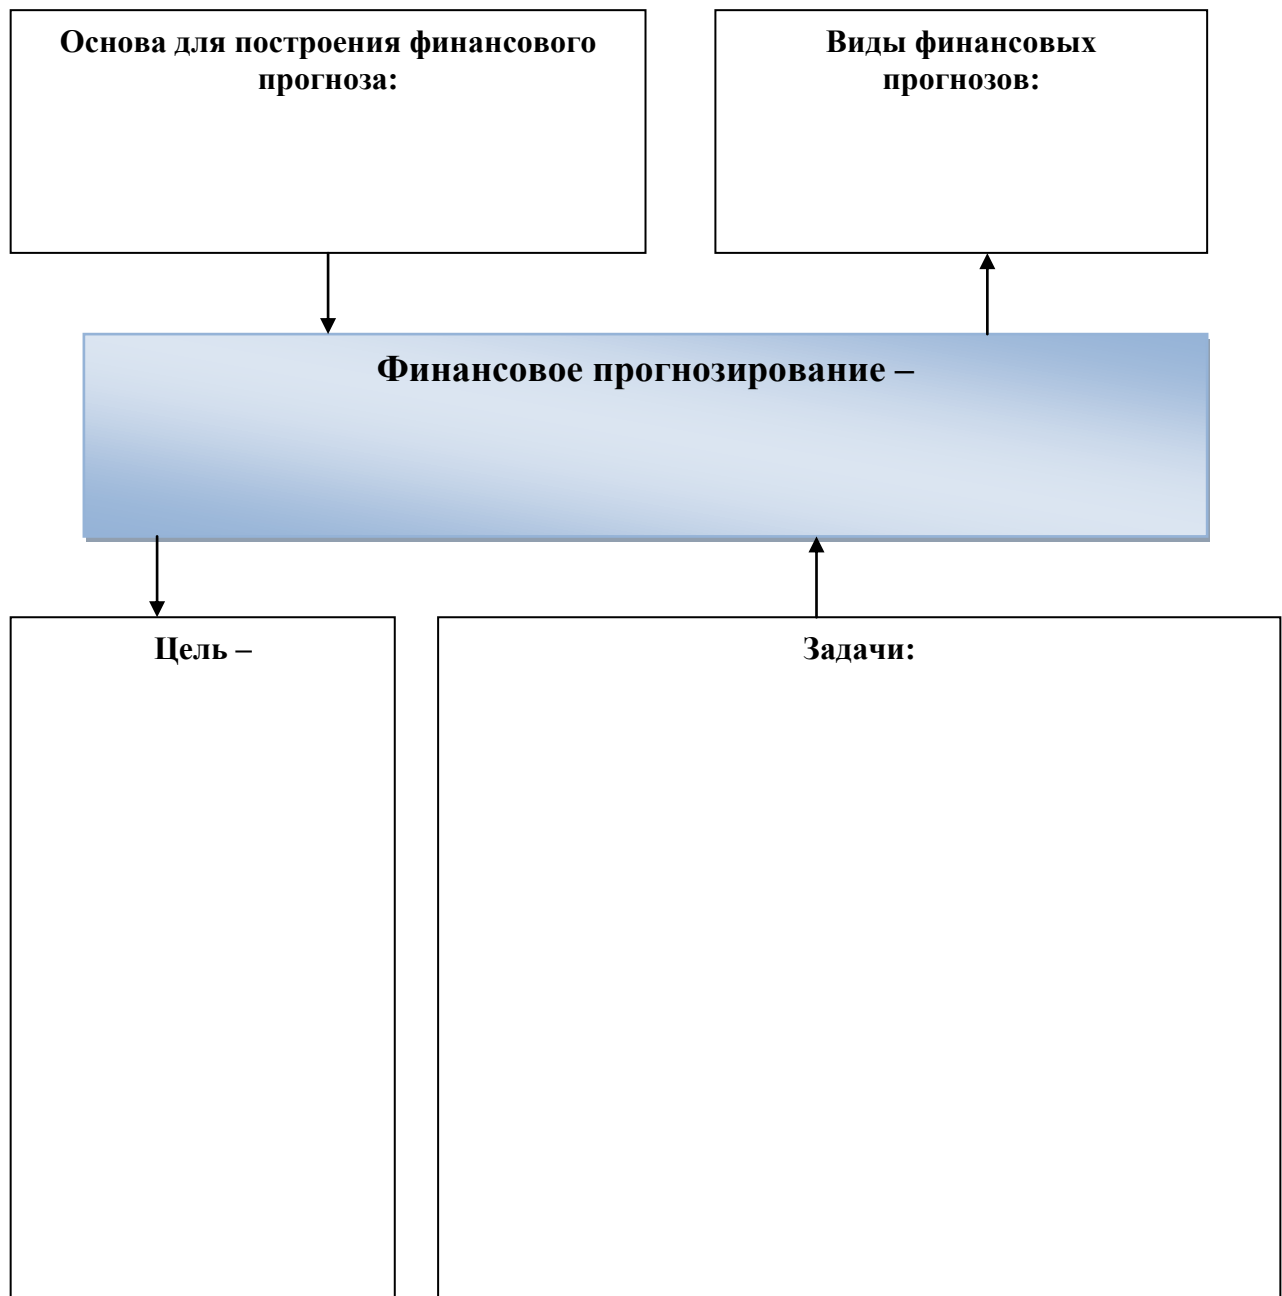 Основа для построения финансового
прогноза:
Виды финансовых
прогнозов:
Финансовое прогнозирование –
Цель –
Задачи: